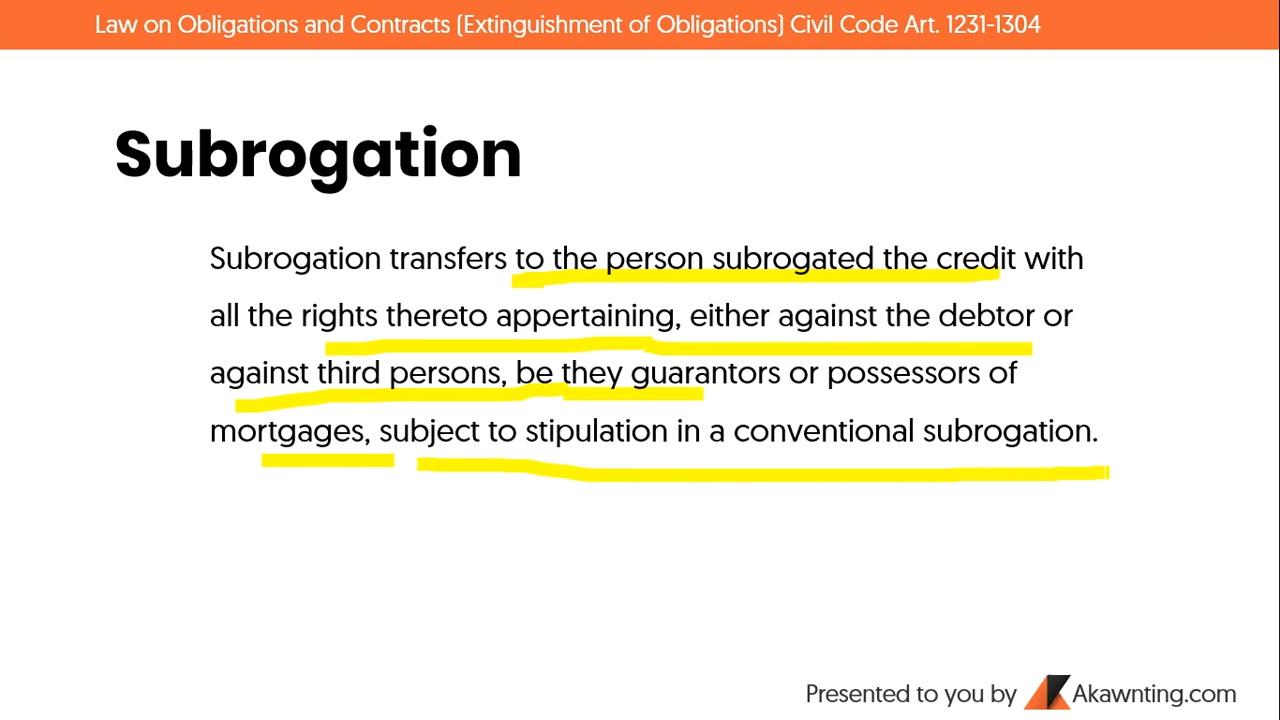 Law on Obligations and Contracts (Extinguishment of Obligations) Civil Code Art. 1231-1304
Subrogation
Subrogation transfers to the person subrogated the credit with
all the rights thereto appertaining, either against the debtor or
against third persons, be they guarantors or possessors of
mortgages, subject to stipulation in a conventional subrogation.
Presented to you by Akawnting.com